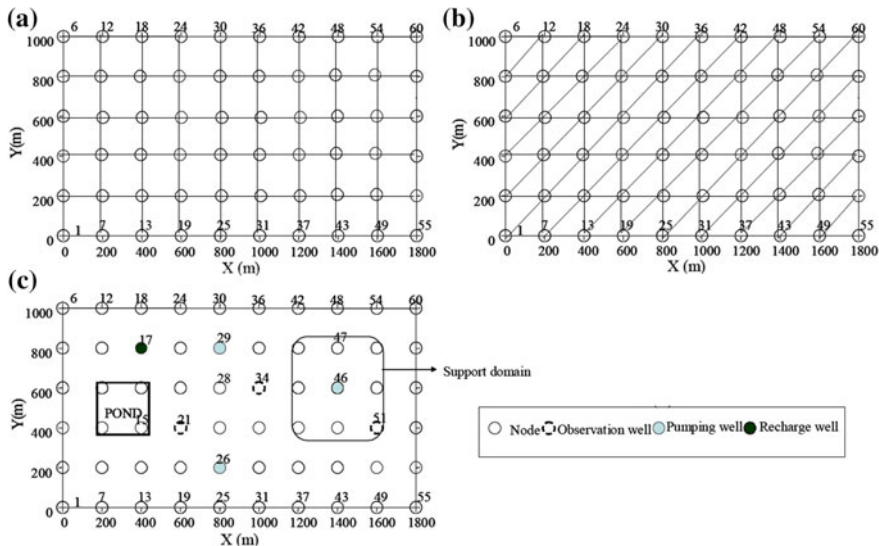 (a)
6 12 18 24 30 36 42 48 54 60
1000
800
600
400
200
0
Y(m)
1 7 13 19 25 31 37 43 49 55
0 200 400 600 800 1000 1200 1400 1600 1800
X (m)
(b)
6 12 18 24 30 36 42 48 54 60
1000
800
600
400
200
0
Y(m)
1 7 13 19 25 31 37 43 49 55
0 200 400 600 800 1000 1200 1400 1600 1800
X (m)
(c)
6 12 18 24 30 36 42 48 54 60
1000
17 29 47
800
28 34 46
600
POND
15 21 51
400
26
200
0
Y(m)
1 7 13 19 25 31 37 43 49 55
0 200 400 600 800 1000 1200 1400 1600 1800
X (m)
Support domain
Node Observation well Pumping well Recharge well